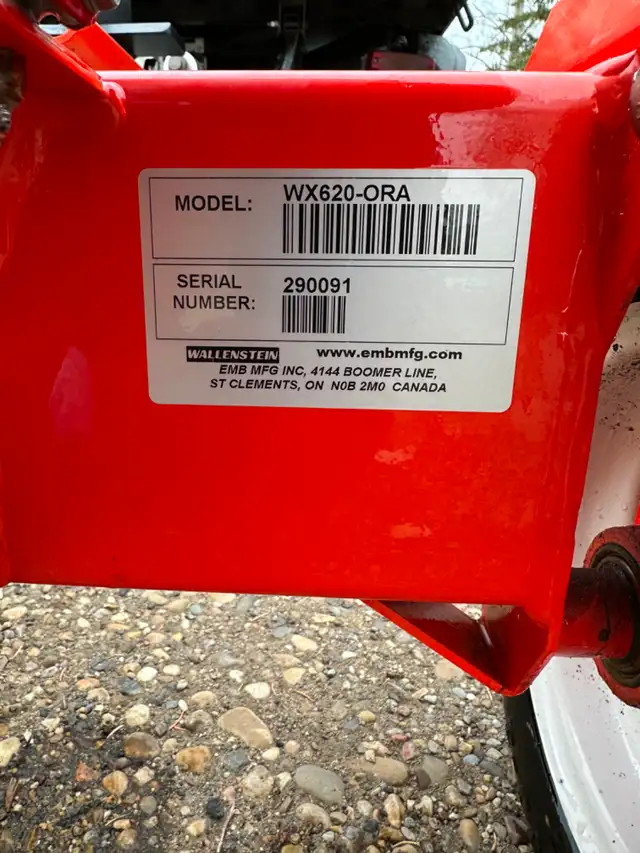 MODEL: WX620-ORA
SERIAL NUMBER: 290091
WALLENSTEIN www.embmfg.com
EMB MFG INC, 4144 BOOMER LINE,
ST CLEMENTS, ON N0B 2M0 CANADA